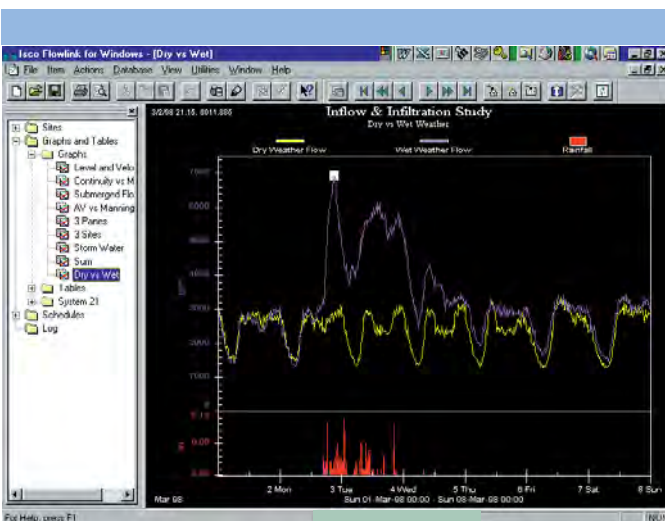 Isco Flowlink for Windows - [Dry vs Wet]
File Item Actions Database View Utilities Window Help
Sites
Graphs and Tables
Graphs
Level and Velo
Continuity vs M
Submerged Flo
AV vs Manning
3 Panes
3 Sites
Storm Water
Sum
Dry vs Wet
Tables
System 21
Schedules
Log
Inflow & Infiltration Study
Dry vs Wet Weather
Dry Weather Flow Wet Weather Flow Rainfall
7000
6000
5000
4000
3000
2000
1000
0
2 Mon 3 Tue 4 Wed 5 Thu 6 Fri 7 Sat 8 Sun
Mar 98 Sun 01-Mar-98 00:00 - Sun 08-Mar-98 00:00
For Help, press F1